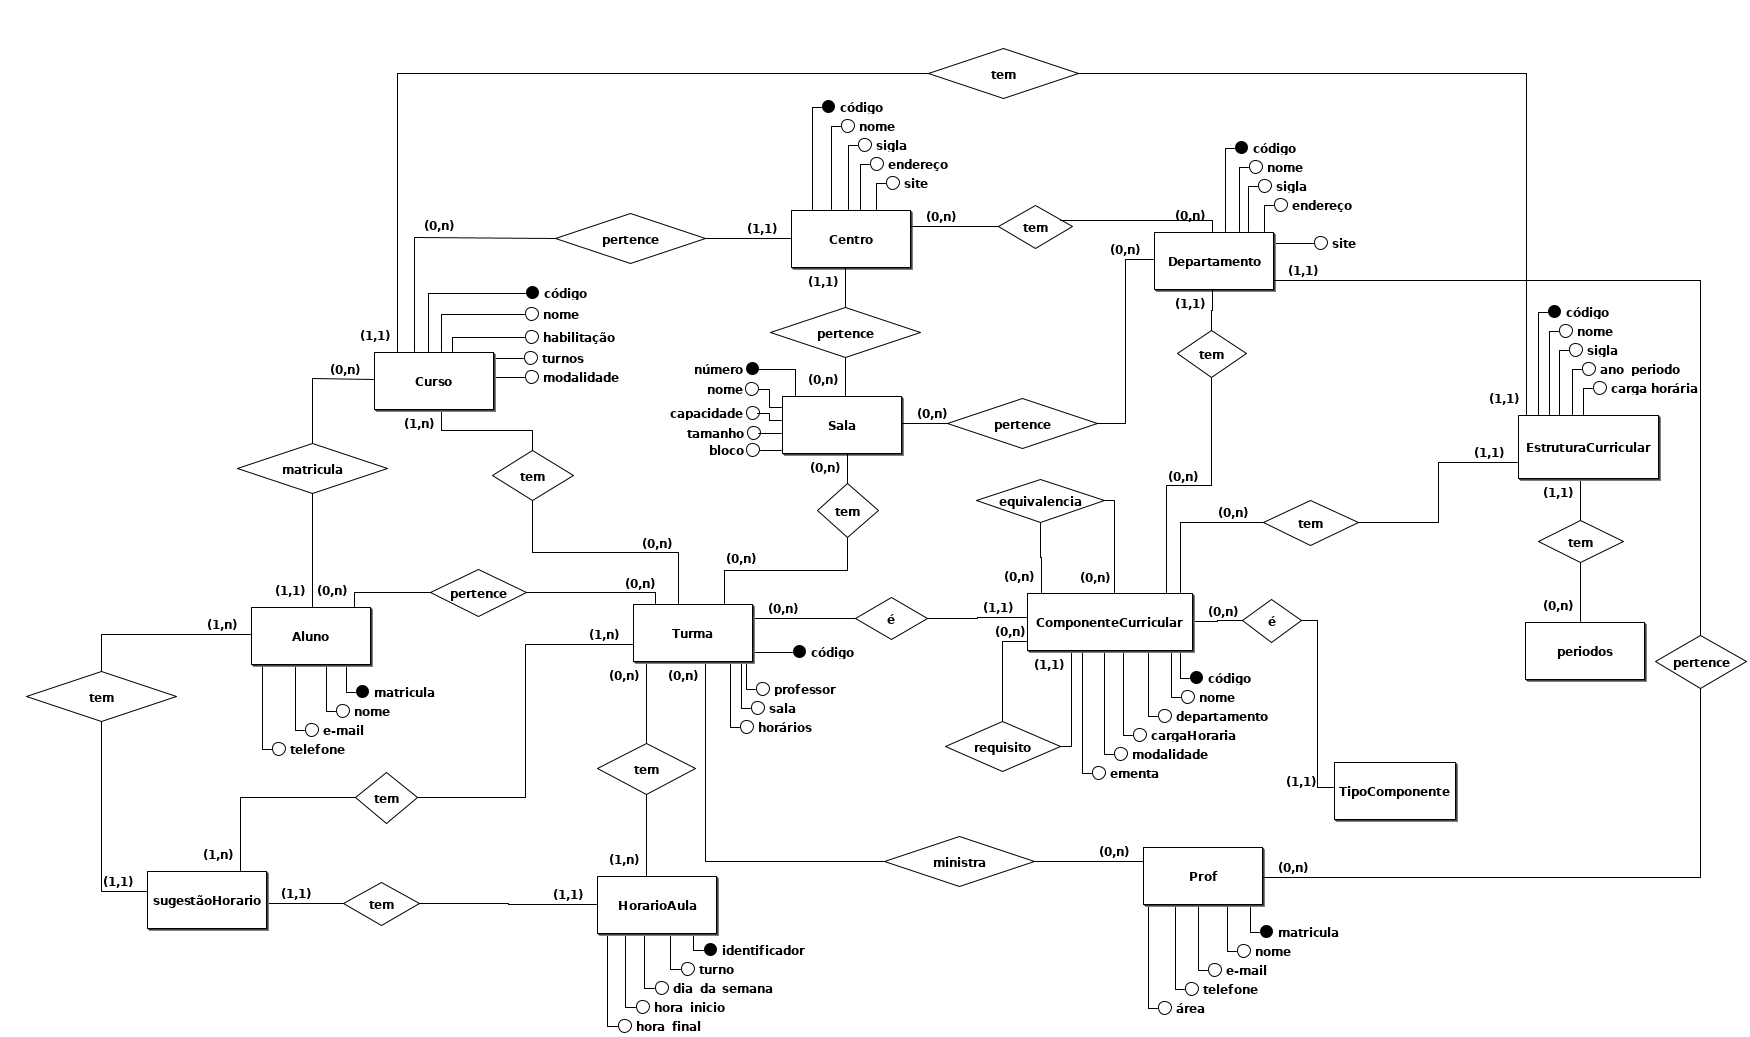 tem
código
nome
sigla
endereço
site
código
nome
sigla
endereço
site
(0,n)
pertence
(1,1)
Centro
(0,n)
tem
(0,n)
Departamento
(0,n)
(1,1)
(1,1)
pertence
(0,n)
(1,1)
tem
código
nome
habilitação
turnos
modalidade
(1,1)
(0,n)
Curso
(1,n)
código
nome
sigla
ano periodo
carga horária
(1,1)
EstruturaCurricular
(1,1)
(1,1)
número
nome
capacidade
tamanho
bloco
Sala
(0,n)
pertence
(0,n)
matricula
tem
tem
equivalencia
(0,n)
(0,n)
tem
tem
(0,n)
periodos
(0,n)
(0,n)
(0,n)
(0,n)
(1,1)
(0,n)
pertence
(0,n)
Aluno
(1,n)
(1,n)
Turma
(0,n)
é
(1,1)
ComponenteCurricular
(0,n)
é
(0,n)
(1,1)
código
professor
sala
horários
(0,n)
(0,n)
pertence
matricula
nome
e-mail
telefone
tem
código
nome
departamento
cargaHoraria
modalidade
ementa
requisito
tem
tem
(1,1)
TipoComponente
(1,n)
(1,n)
ministra
(0,n)
Prof
(0,n)
(1,1)
sugestãoHorario
(1,1)
tem
(1,1)
HorarioAula
identificador
turno
dia da semana
hora inicio
hora final
matricula
nome
e-mail
telefone
área